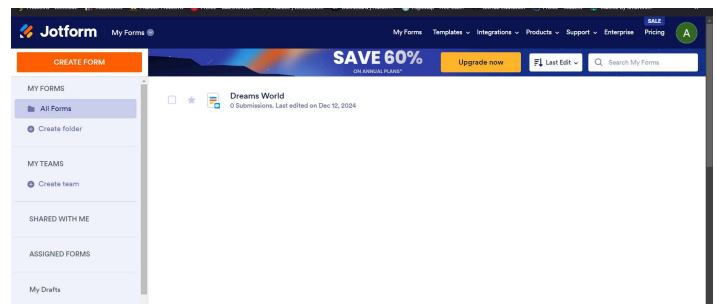 Jotform
My Forms
My Forms Templates Integrations Products Support Enterprise Pricing
SALE
A
CREATE FORM
SAVE 60%
ON ANNUAL PLANS*
Upgrade now
Last Edit
Search My Forms
MY FORMS
All Forms
Create folder
MY TEAMS
Create team
SHARED WITH ME
ASSIGNED FORMS
My Drafts
Dreams World
0 Submissions. Last edited on Dec 12, 2024